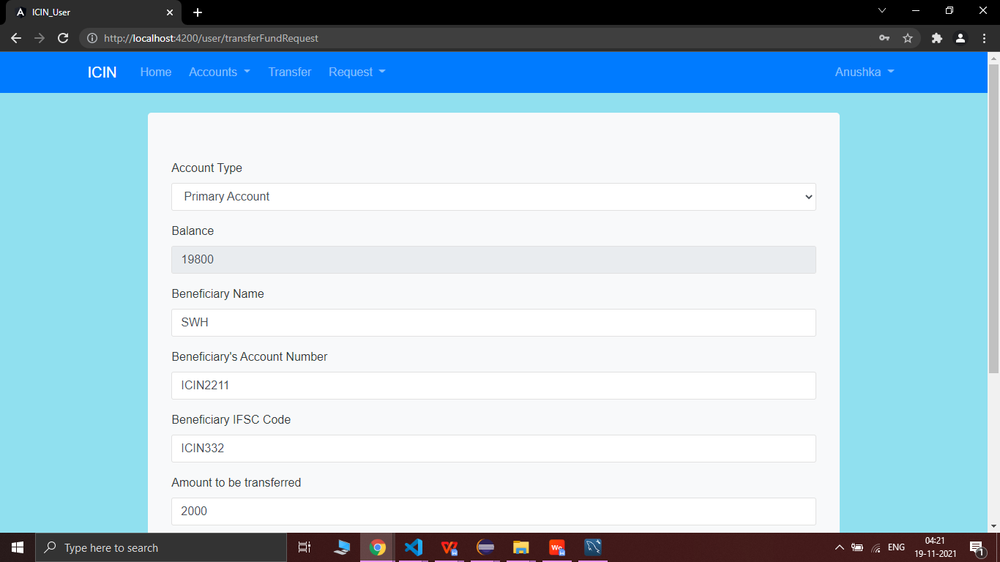 ICIN_User
http://localhost:4200/user/transferFundRequest
ICIN Home Accounts Transfer Request Anushka
Account Type
Primary Account
Balance
19800
Beneficiary Name
SWH
Beneficiary's Account Number
ICIN2211
Beneficiary IFSC Code
ICIN332
Amount to be transferred
2000
Type here to search
ENG
04:21
19-11-2021
1